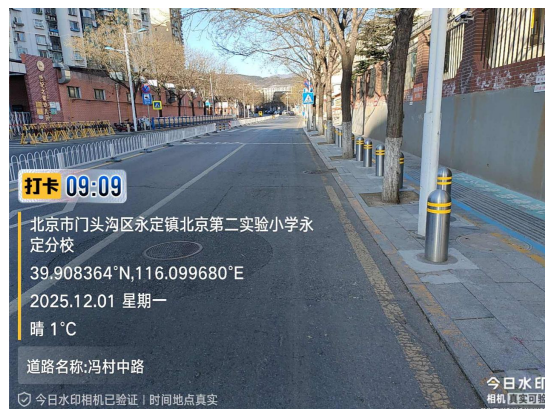 打卡 09:09
北京市门头沟区永定镇北京第二实验小学永
定分校
39.908364°N,116.099680°E
2025.12.01 星期一
晴 1°C
道路名称:冯村中路
今日水印相机已验证 | 时间地点真实
今日水印
相机 真实可验